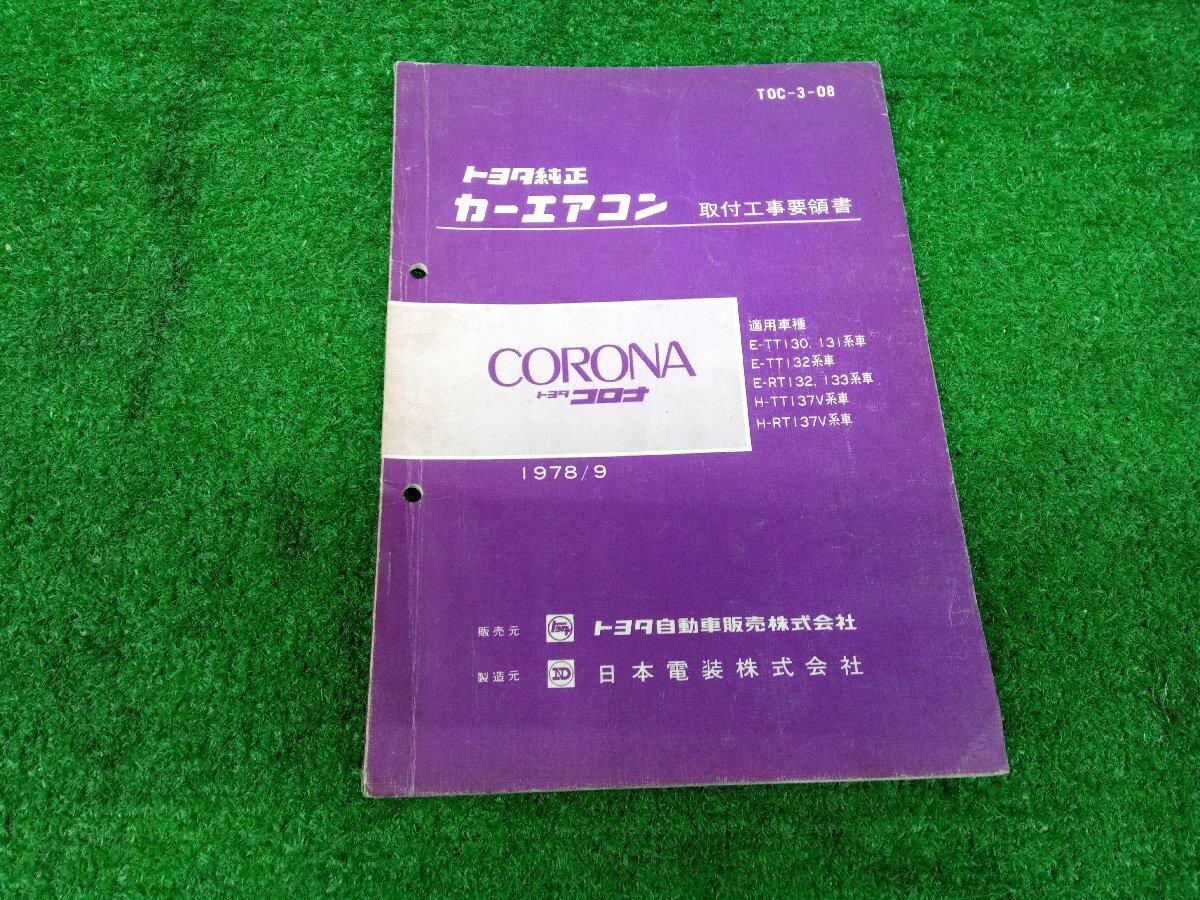 TOC-3-08
トヨタ純正
カーエアコン 取付工事要領書
CORONA
トヨタ コロナ
適用車種
E-TT130, 131系車
E-TT132系車
E-RT132, 133系車
H-TT137V系車
H-RT137V系車
1978/9
販売元 トヨタ トヨタ自動車販売株式会社
製造元 ND 日本電装株式会社